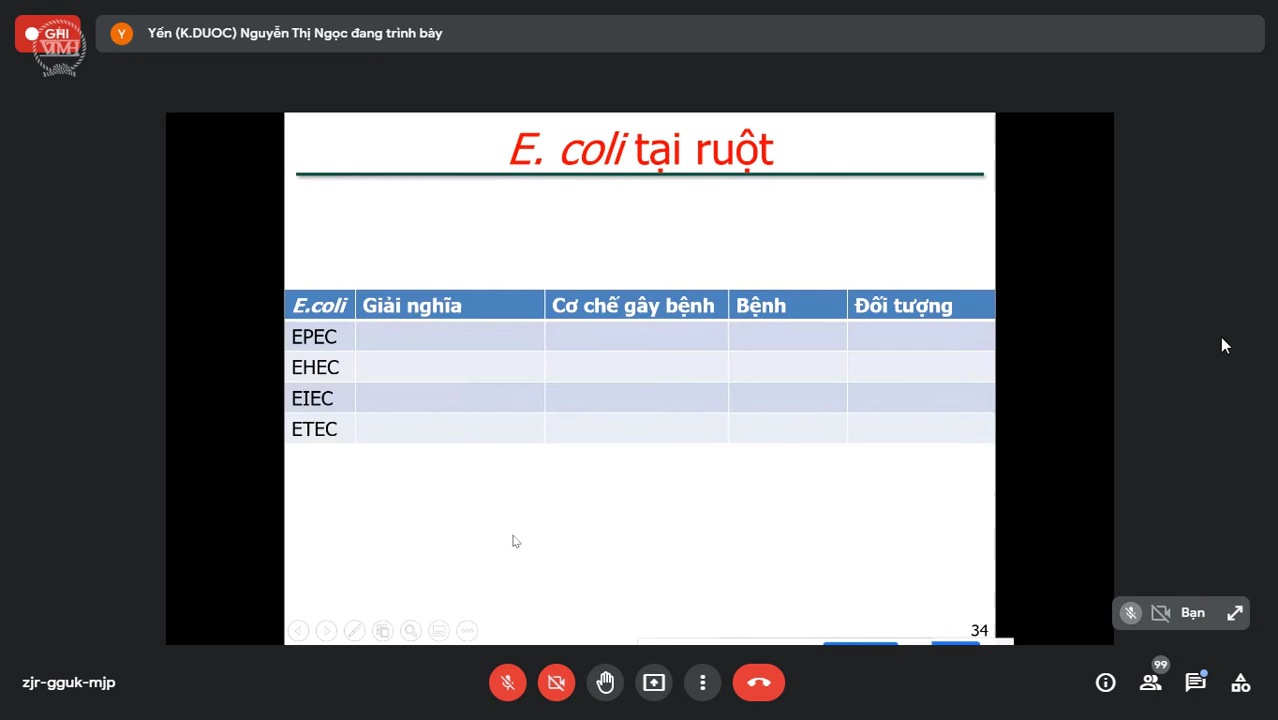 GHI
VTMH
Y
Yến (K.DUOC) Nguyễn Thị Ngọc đang trình bày
E. coli tại ruột
E.coli Giải nghĩa Cơ chế gây bệnh Bệnh Đối tượng
EPEC
EHEC
EIEC
ETEC
34
Bạn
zjr-gguk-mjp
99